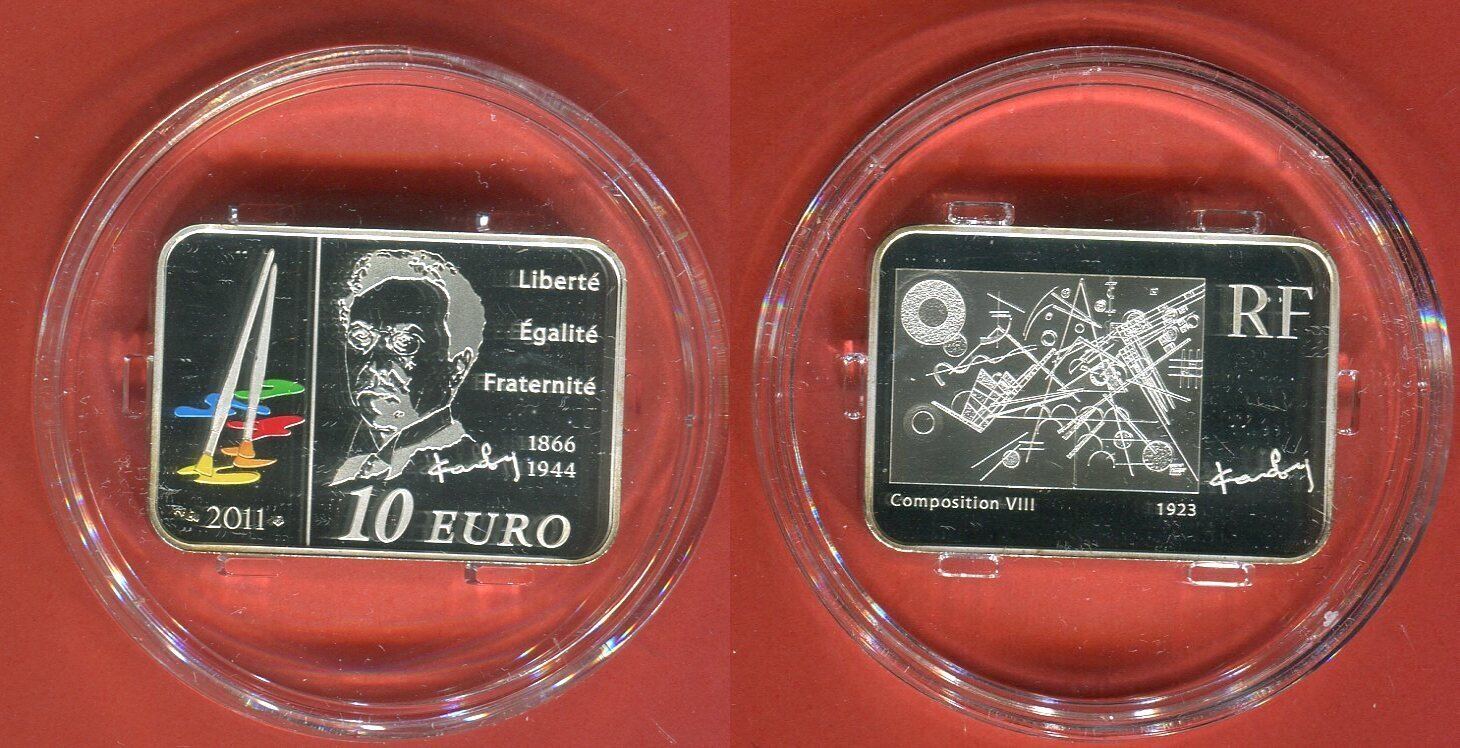 Liberté
Égalité
Fraternité
1866
1944
2011
10 EURO
RF
Composition VIII
1923